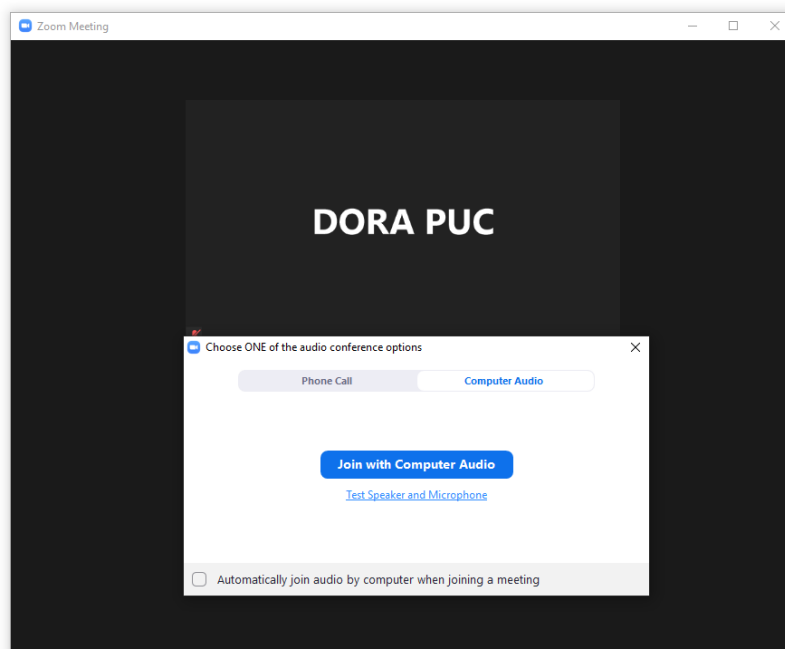 Zoom Meeting
DORA PUC
Choose ONE of the audio conference options
Phone Call
Computer Audio
Join with Computer Audio
Test Speaker and Microphone
Automatically join audio by computer when joining a meeting